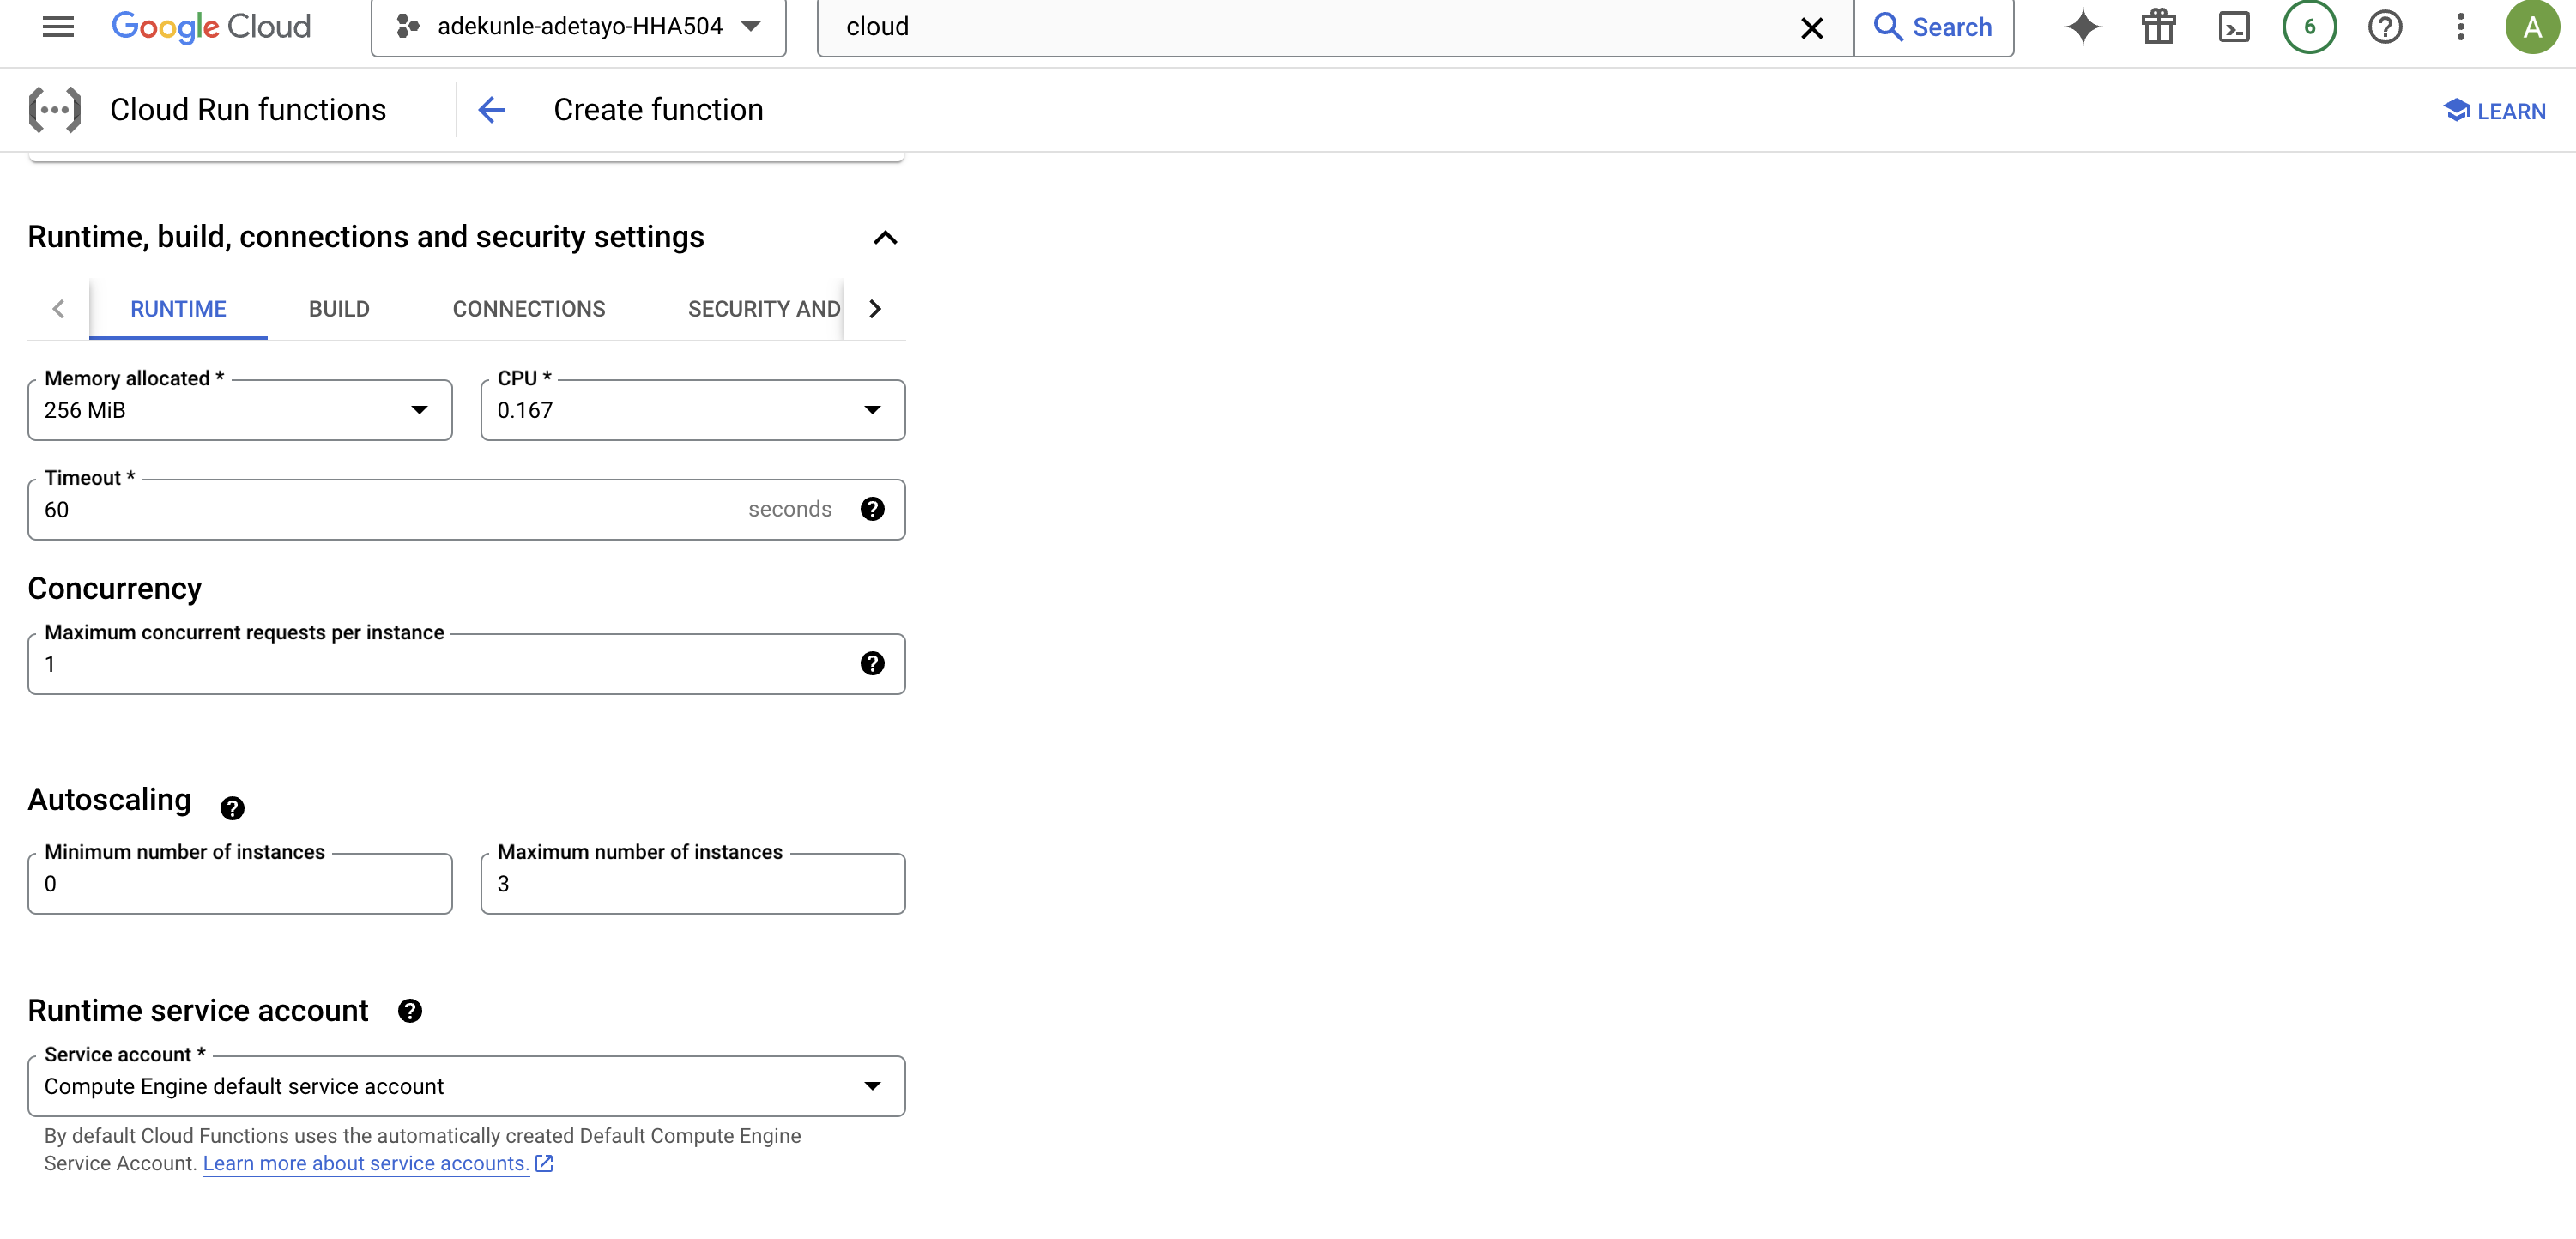 Google Cloud
adekunle-adetayo-HHA504
cloud
Search
6
A
Cloud Run functions
Create function
LEARN
Runtime, build, connections and security settings
RUNTIME
BUILD
CONNECTIONS
SECURITY AND
Memory allocated *
256 MiB
CPU *
0.167
Timeout *
60
seconds
Concurrency
Maximum concurrent requests per instance
1
Autoscaling
Minimum number of instances
0
Maximum number of instances
3
Runtime service account
Service account *
Compute Engine default service account
By default Cloud Functions uses the automatically created Default Compute Engine
Service Account. Learn more about service accounts.